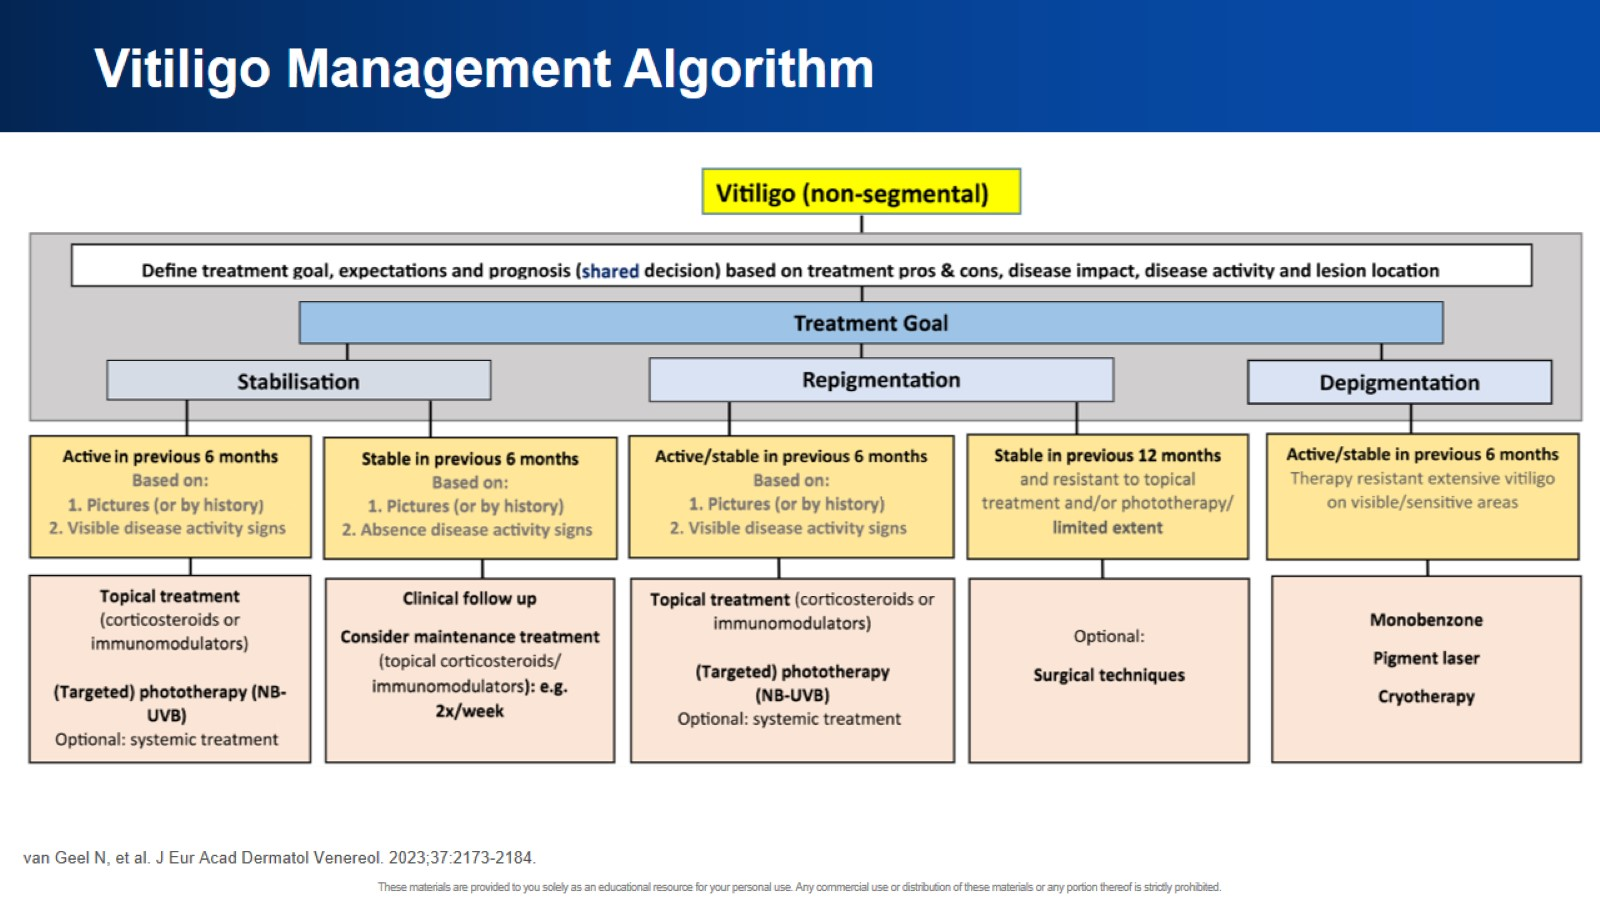 Vitiligo Management Algorithm
Vitiligo (non-segmental)
Define treatment goal, expectations and prognosis (shared decision) based on treatment pros & cons, disease impact, disease activity and lesion location
Treatment Goal
Stabilisation
Repigmentation
Depigmentation
Active in previous 6 months
Based on:
1. Pictures (or by history)
2. Visible disease activity signs
Stable in previous 6 months
Based on:
1. Pictures (or by history)
2. Absence disease activity signs
Active/stable in previous 6 months
Based on:
1. Pictures (or by history)
2. Visible disease activity signs
Stable in previous 12 months
and resistant to topical
treatment and/or phototherapy/
limited extent
Active/stable in previous 6 months
Therapy resistant extensive vitiligo
on visible/sensitive areas
Topical treatment
(corticosteroids or
immunomodulators)
(Targeted) phototherapy (NB-
UVB)
Optional: systemic treatment
Clinical follow up
Consider maintenance treatment
(topical corticosteroids/
immunomodulators): e.g.
2x/week
Topical treatment (corticosteroids or
immunomodulators)
(Targeted) phototherapy
(NB-UVB)
Optional: systemic treatment
Optional:
Surgical techniques
Monobenzone
Pigment laser
Cryotherapy
van Geel N, et al. J Eur Acad Dermatol Venereol. 2023;37:2173-2184.
These materials are provided to you solely as an educational resource for your personal use. Any commercial use or distribution of these materials or any portion thereof is strictly prohibited.